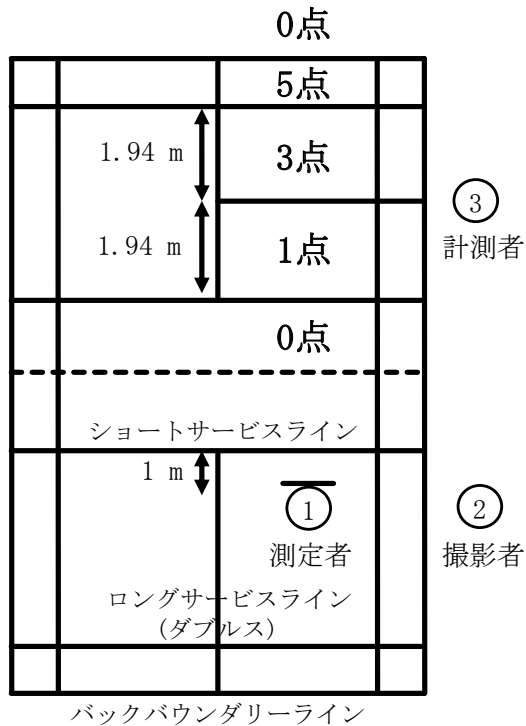 0点
5点
1.94 m
3点
③
計測者
1.94 m
1点
0点
ショートサービスライン
1 m
①
測定者
②
撮影者
ロングサービスライン
(ダブルス)
バックバウンダリーライン